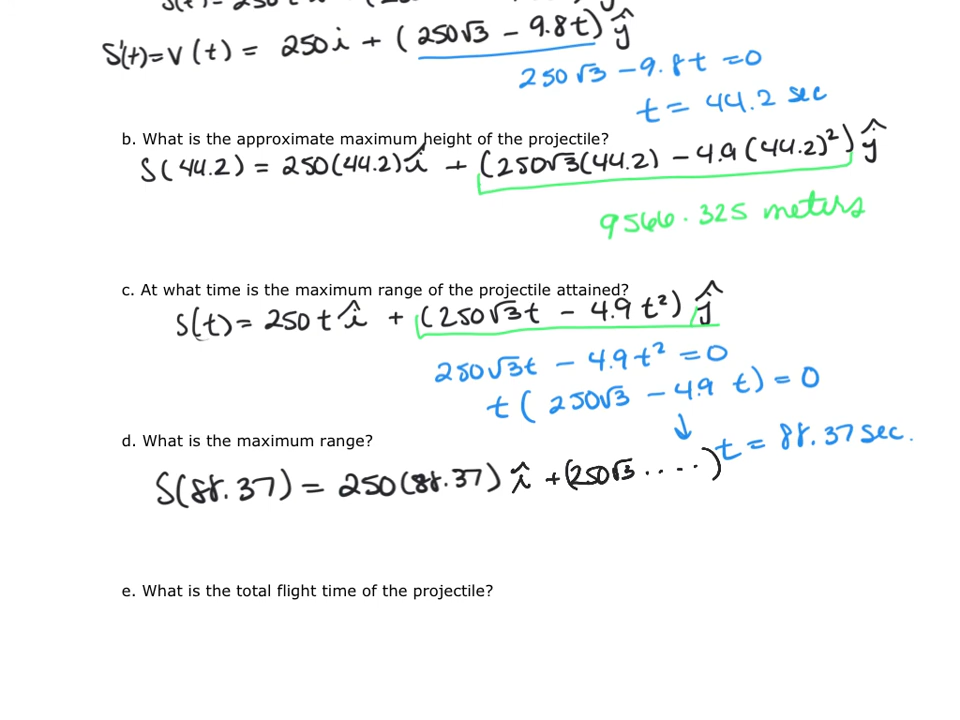 S'(t)=v(t) = 250i + (250√3 - 9.8t)ĵ
250√3 - 9.8t = 0
t = 44.2 sec
b. What is the approximate maximum height of the projectile?
S(44.2) = 250(44.2)î + (250√3(44.2) - 4.9(44.2)²)ĵ
9566.325 meters
c. At what time is the maximum range of the projectile attained?
S(t) = 250tî + (250√3t - 4.9t²)ĵ
250√3t - 4.9t² = 0
t(250√3 - 4.9t) = 0
↓
t = 88.37 sec.
d. What is the maximum range?
S(88.37) = 250(88.37)î + (250√3 ....)
e. What is the total flight time of the projectile?